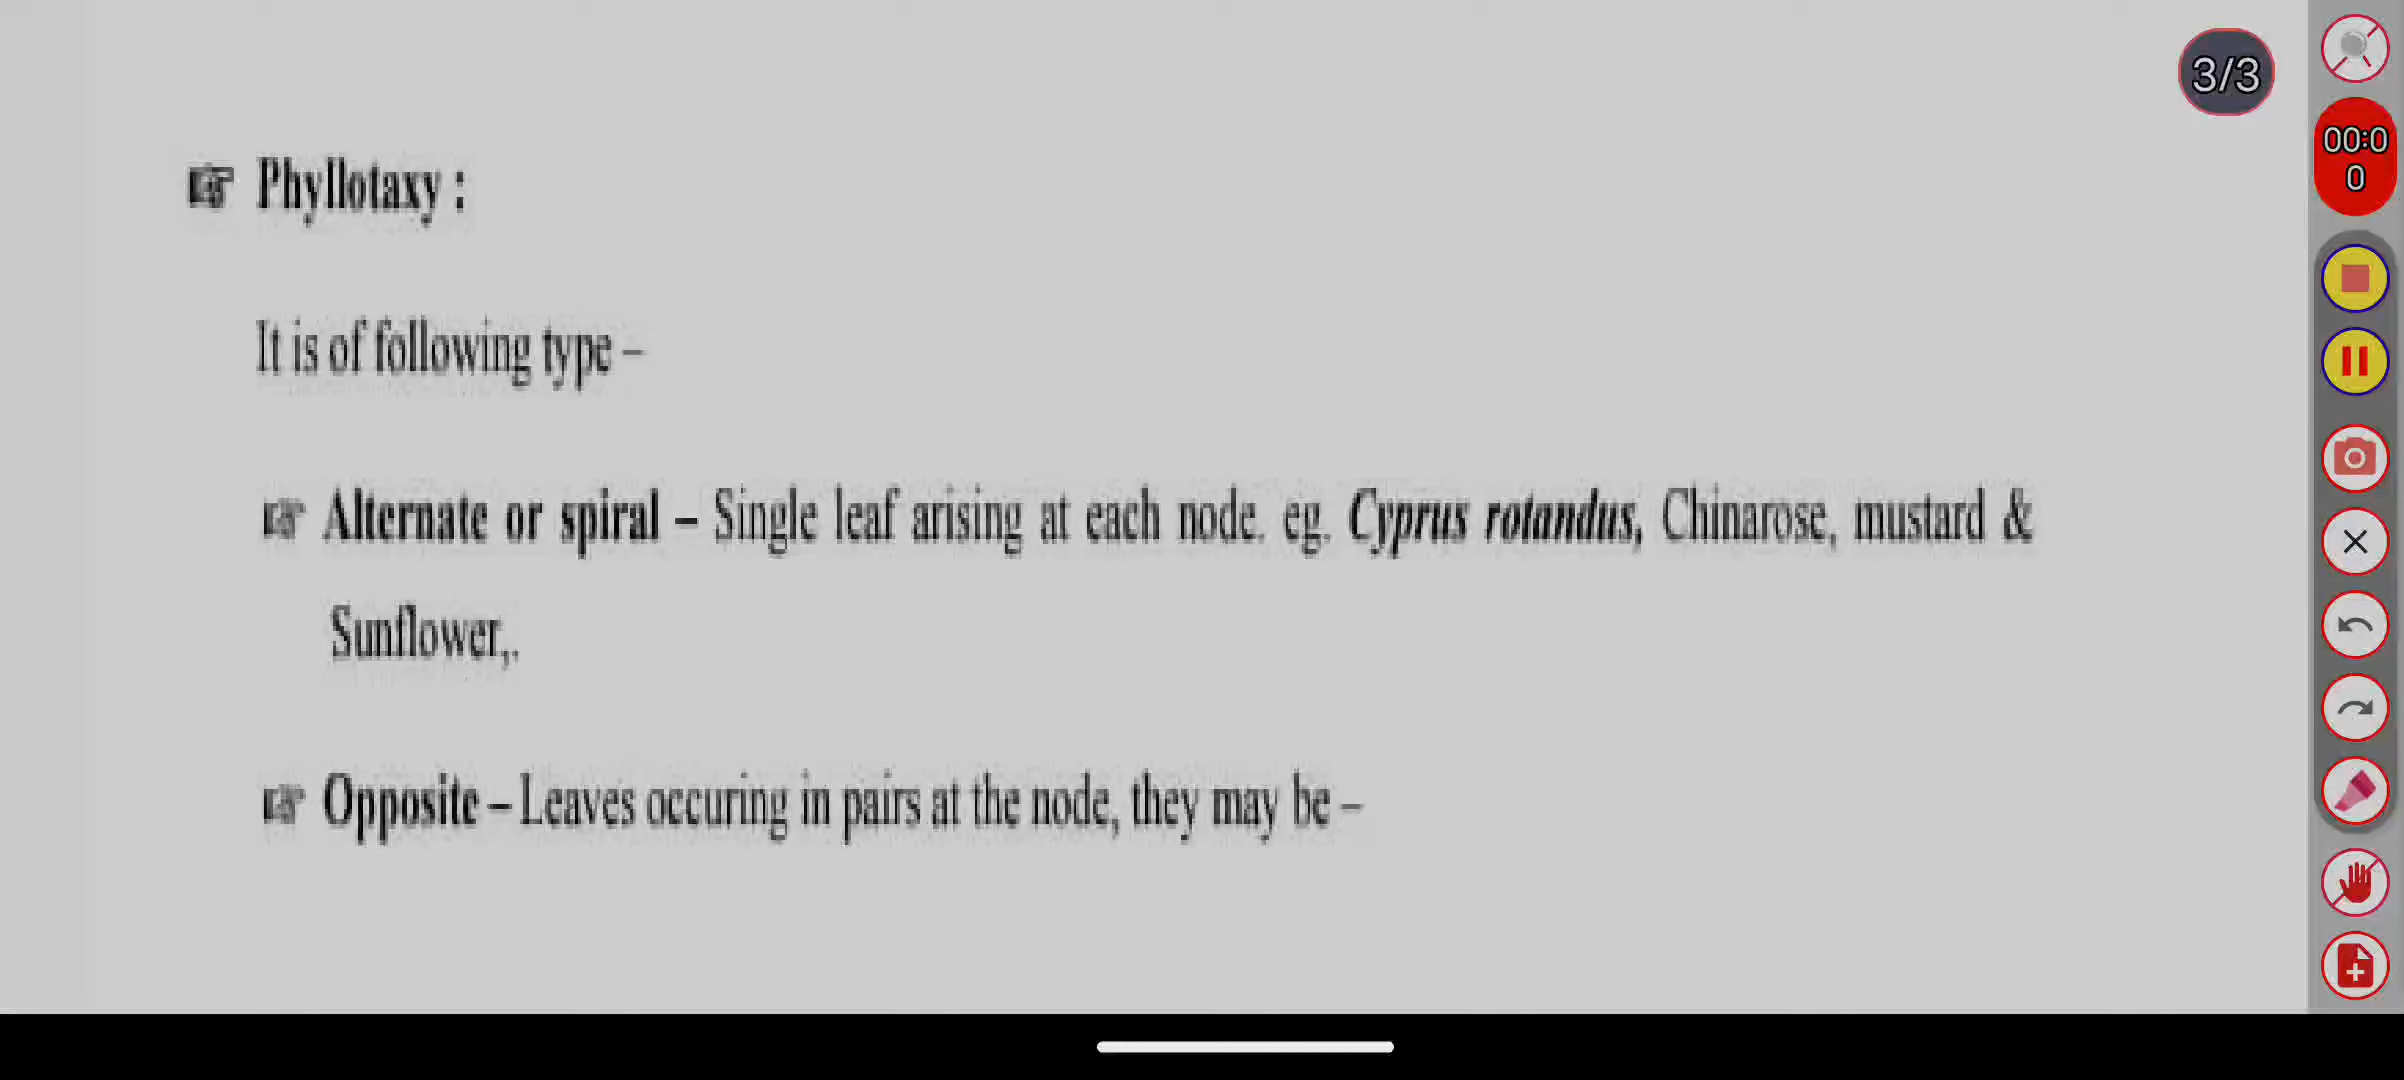 3/3
00:0
0
☞ Phyllotaxy :
It is of following type –
☞ Alternate or spiral – Single leaf arising at each node. eg. Cyprus rotandus, Chinarose, mustard &
Sunflower,.
☞ Opposite – Leaves occuring in pairs at the node, they may be –